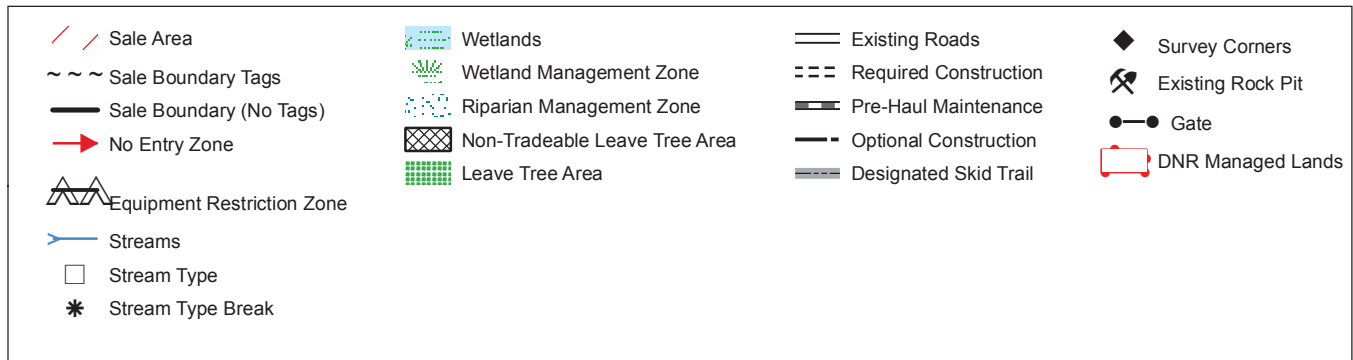 Sale Area
Sale Boundary Tags
Sale Boundary (No Tags)
No Entry Zone
Equipment Restriction Zone
Streams
Stream Type
Stream Type Break
Wetlands
Wetland Management Zone
Riparian Management Zone
Non-Tradeable Leave Tree Area
Leave Tree Area
Existing Roads
Required Construction
Pre-Haul Maintenance
Optional Construction
Designated Skid Trail
Survey Corners
Existing Rock Pit
Gate
DNR Managed Lands